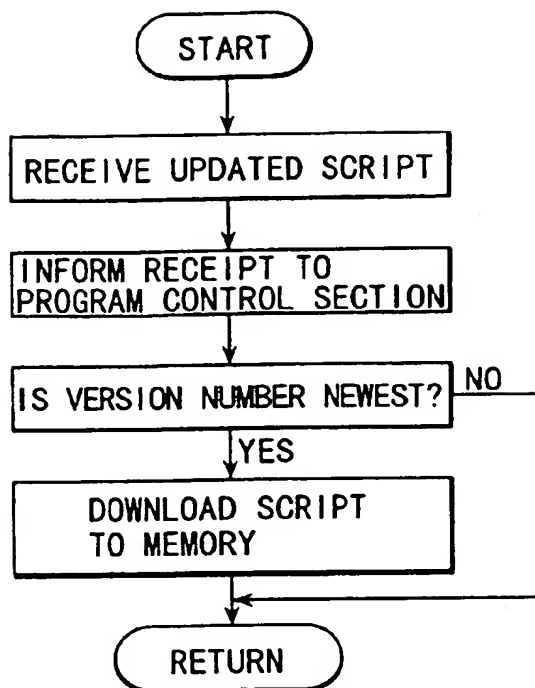 START
RECEIVE UPDATED SCRIPT
INFORM RECEIPT TO
PROGRAM CONTROL SECTION
IS VERSION NUMBER NEWEST?
NO
YES
DOWNLOAD SCRIPT
TO MEMORY
RETURN